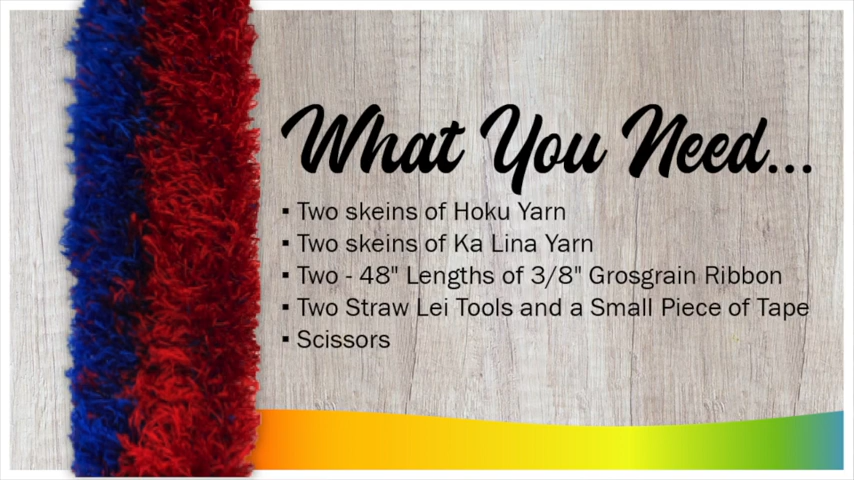 What You Need...
▪ Two skeins of Hoku Yarn
▪ Two skeins of Ka Lina Yarn
▪ Two - 48" Lengths of 3/8" Grosgrain Ribbon
▪ Two Straw Lei Tools and a Small Piece of Tape
▪ Scissors